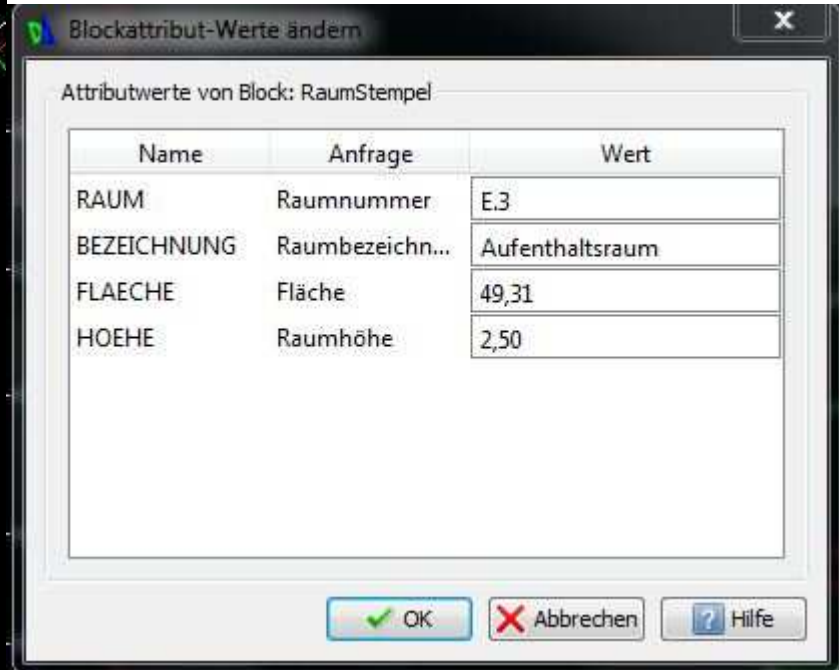 Blockattribut-Werte ändern
Attributwerte von Block: RaumStempel
Name Anfrage Wert
RAUM Raumnummer E.3
BEZEICHNUNG Raumbezeichn... Aufenthaltsraum
FLAECHE Fläche 49,31
HOEHE Raumhöhe 2,50
OK Abbrechen Hilfe